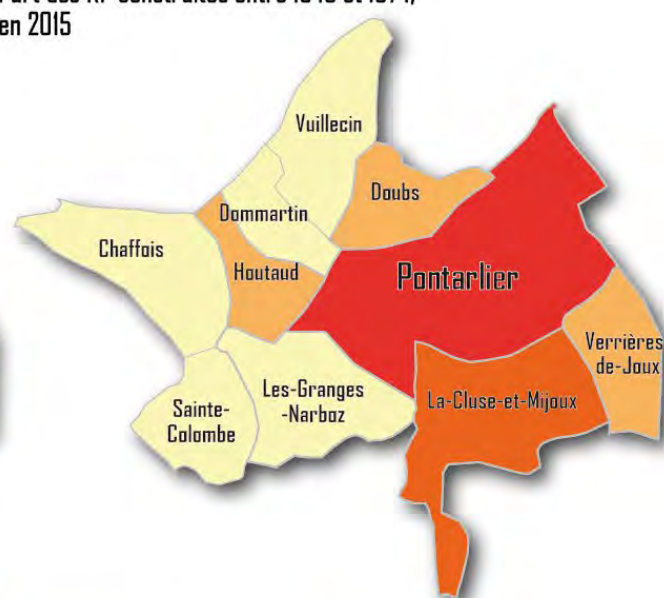 en 2015
Vuillecin
Doubs
Dommartin
Chaffois
Houtaud
Pontarlier
Verrières
de-Joux
Les-Granges
-Narboz
La-Cluse-et-Mijoux
Sainte-
Colombe